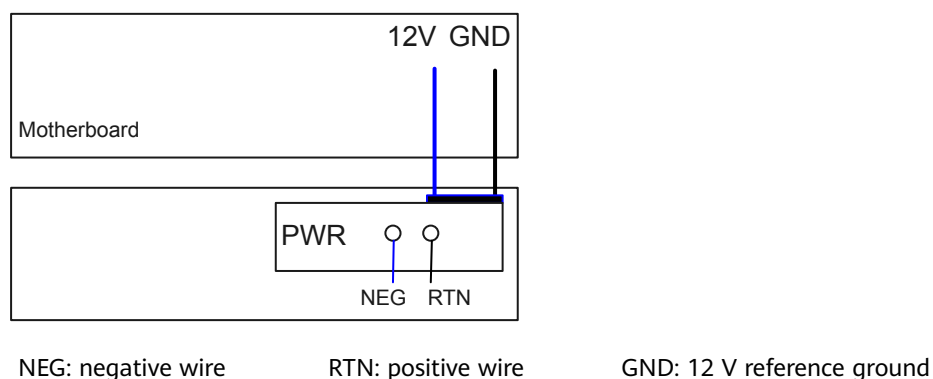 12V GND
Motherboard
PWR
NEG RTN
NEG: negative wire RTN: positive wire GND: 12 V reference ground